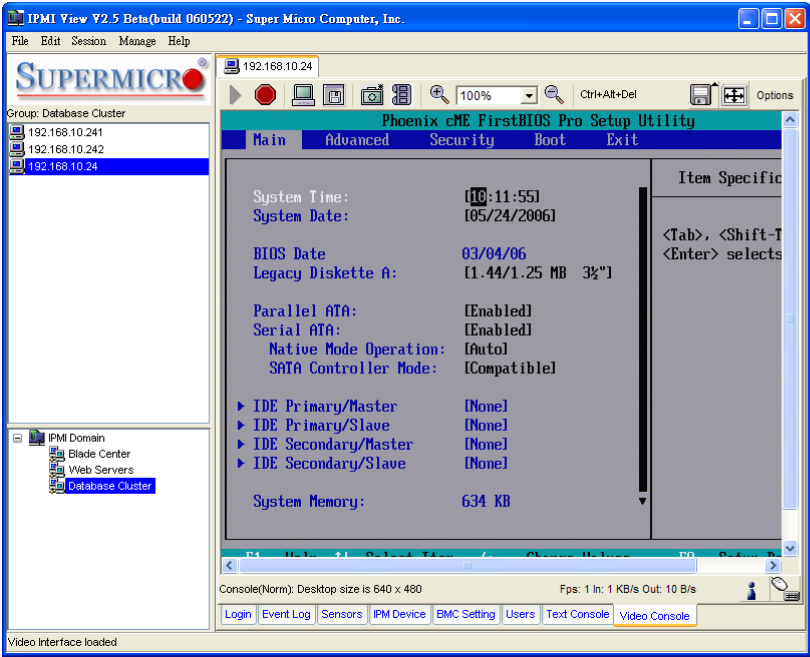 IPMI View V2.5 Beta(build 060522) - Super Micro Computer, Inc.
File Edit Session Manage Help
SUPERMICRO®
Group: Database Cluster
192.168.10.241
192.168.10.242
192.168.10.24
IPMI Domain
Blade Center
Web Servers
Database Cluster
192.168.10.24
100% Ctrl+Alt+Del Options
Phoenix cME FirstBIOS Pro Setup Utility
Main Advanced Security Boot Exit
System Time: [10:11:55]
System Date: [05/24/2006]
BIOS Date 03/04/06
Legacy Diskette A: [1.44/1.25 MB 3½"]
Parallel ATA: [Enabled]
Serial ATA: [Enabled]
Native Mode Operation: [Auto]
SATA Controller Mode: [Compatible]
IDE Primary/Master [None]
IDE Primary/Slave [None]
IDE Secondary/Master [None]
IDE Secondary/Slave [None]
System Memory: 634 KB
Item Specific
<Tab>, <Shift-T
<Enter> selects
Console(Norm): Desktop size is 640 x 480 Fps: 1 In: 1 KB/s Out: 10 B/s
Login Event Log Sensors IPM Device BMC Setting Users Text Console Video Console
Video Interface loaded